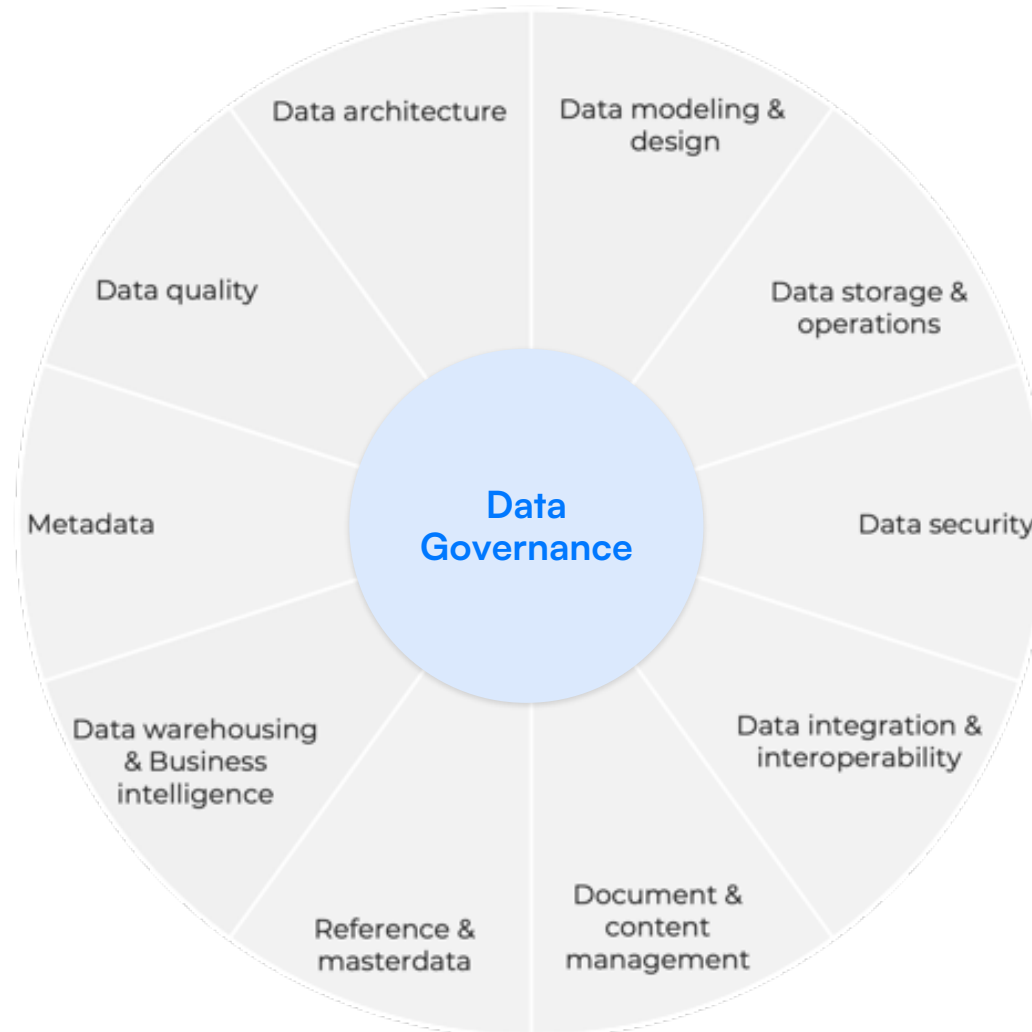 Data architecture
Data modeling &
design
Data quality
Data storage &
operations
Metadata
Data
Governance
Data security
Data warehousing
& Business
intelligence
Data integration &
interoperability
Reference &
masterdata
Document &
content
management